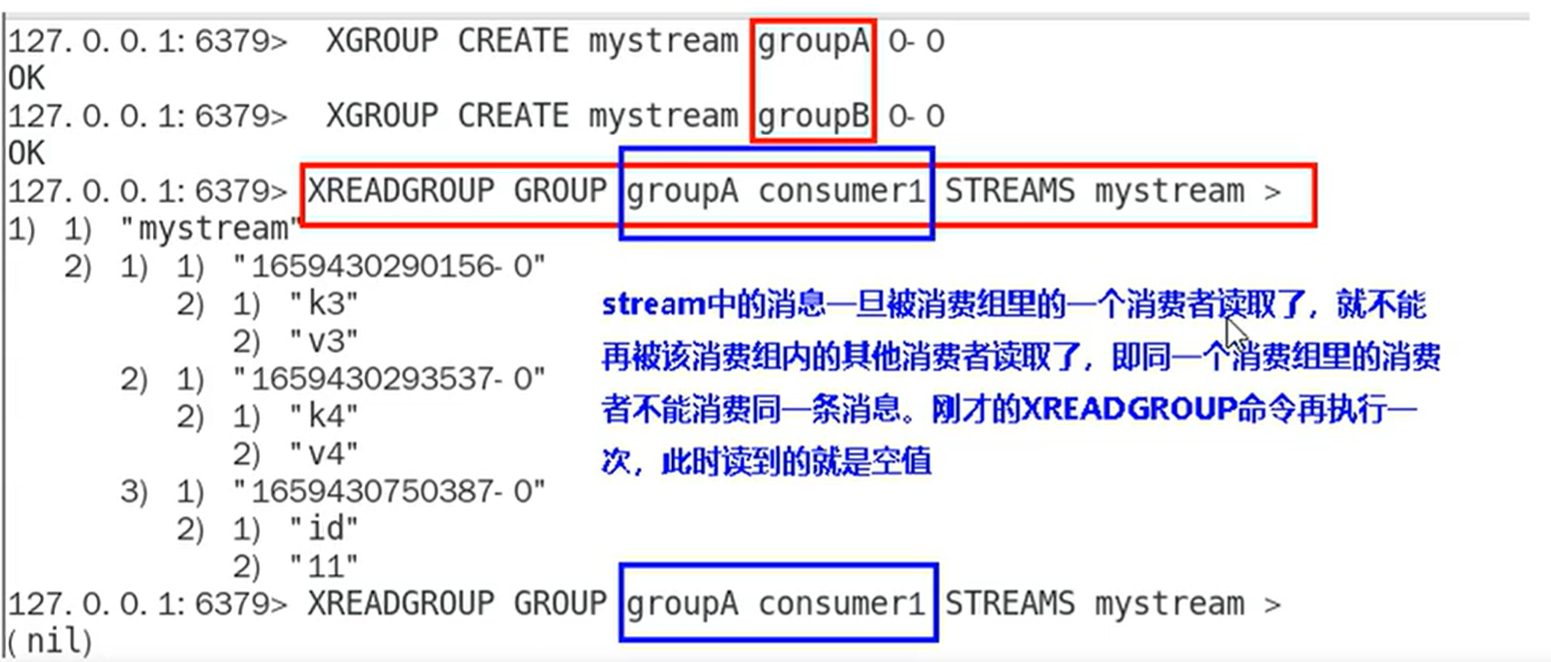 127.0.0.1:6379>  XGROUP CREATE mystream groupA 0-0
OK
127.0.0.1:6379>  XGROUP CREATE mystream groupB 0-0
OK
127.0.0.1:6379> XREADGROUP GROUP groupA consumer1 STREAMS mystream >
1) 1) "mystream"
   2) 1) 1) "1659430290156-0"
         2) 1) "k3"
            2) "v3"
      2) 1) "1659430293537-0"
         2) 1) "k4"
            2) "v4"
      3) 1) "1659430750387-0"
         2) 1) "id"
            2) "11"
stream中的消息一旦被消费组里的一个消费者读取了，就不能
再被该消费组内的其他消费者读取了，即同一个消费组里的消费
者不能消费同一条消息。刚才的XREADGROUP命令再执行一
次，此时读到的就是空值
127.0.0.1:6379> XREADGROUP GROUP groupA consumer1 STREAMS mystream >
(nil)